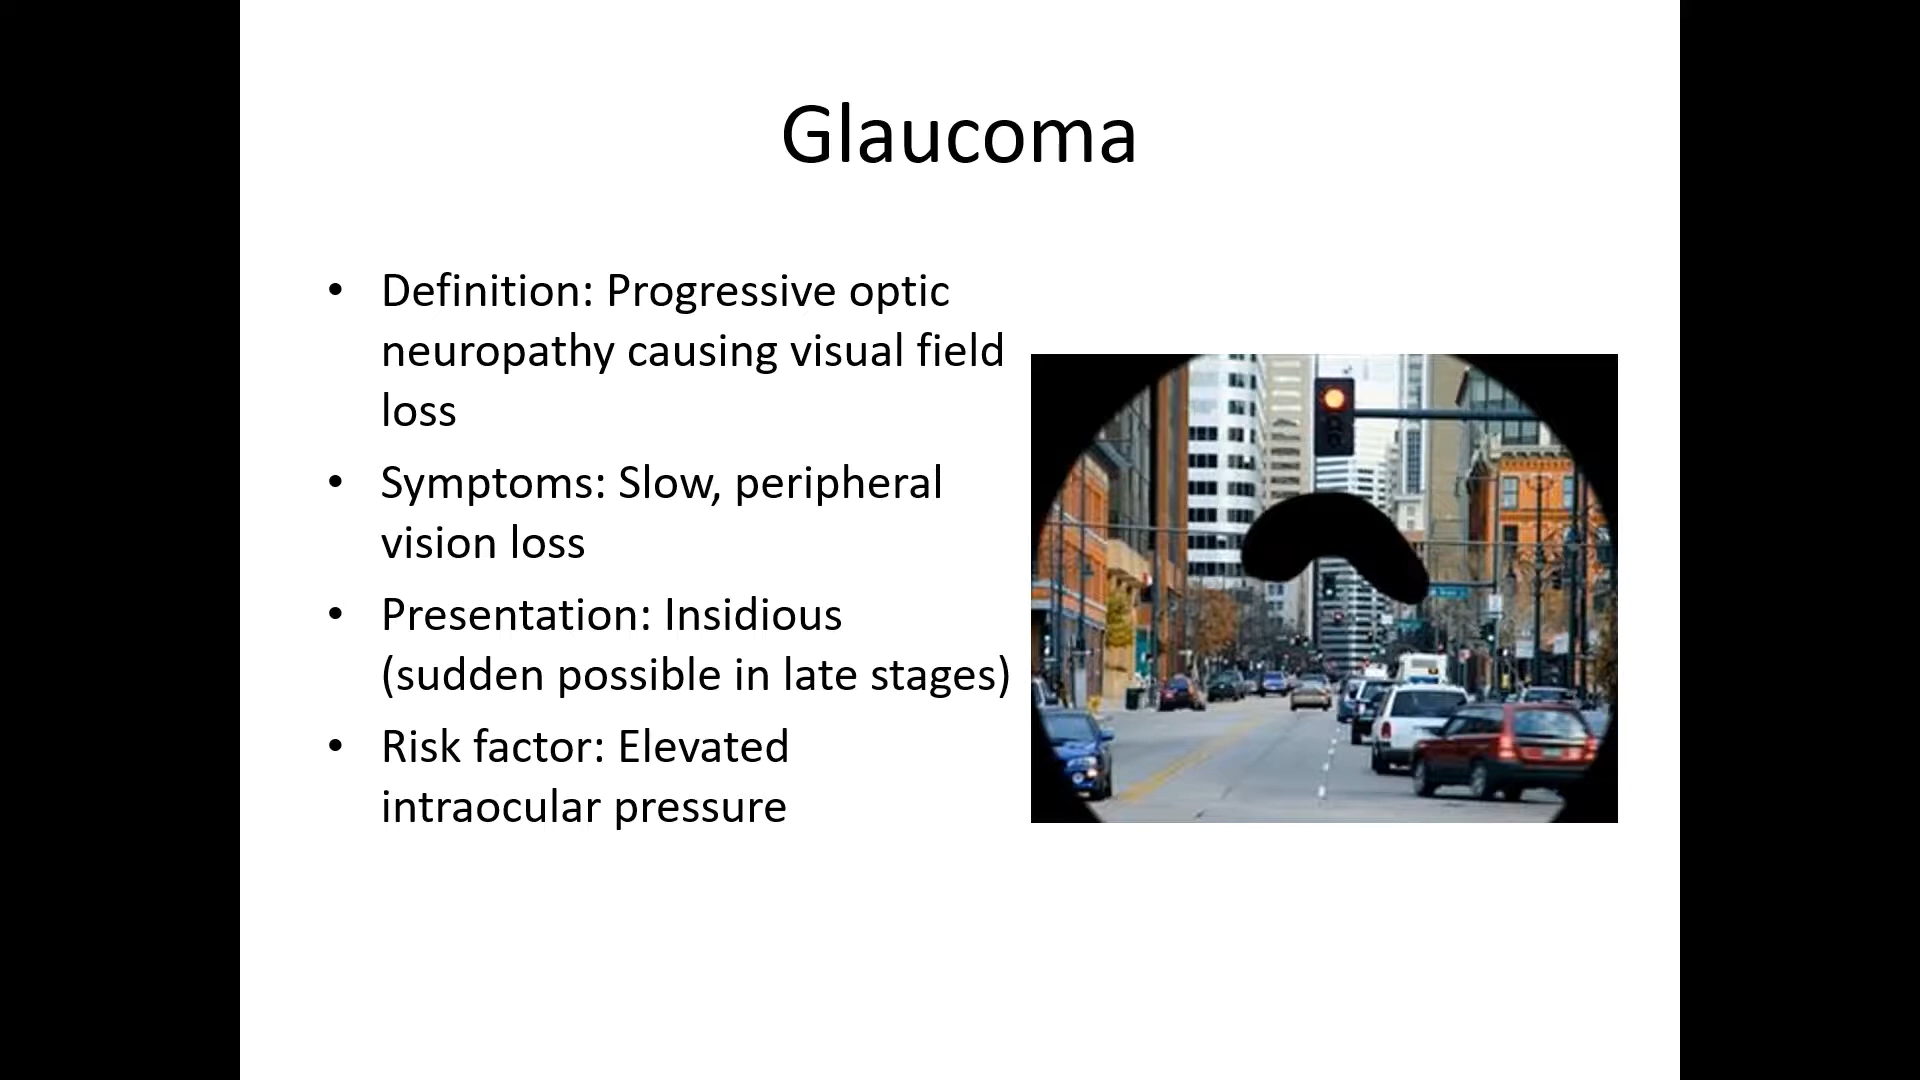 Glaucoma
• Definition: Progressive optic
neuropathy causing visual field
loss
• Symptoms: Slow, peripheral
vision loss
• Presentation: Insidious
(sudden possible in late stages)
• Risk factor: Elevated
intraocular pressure